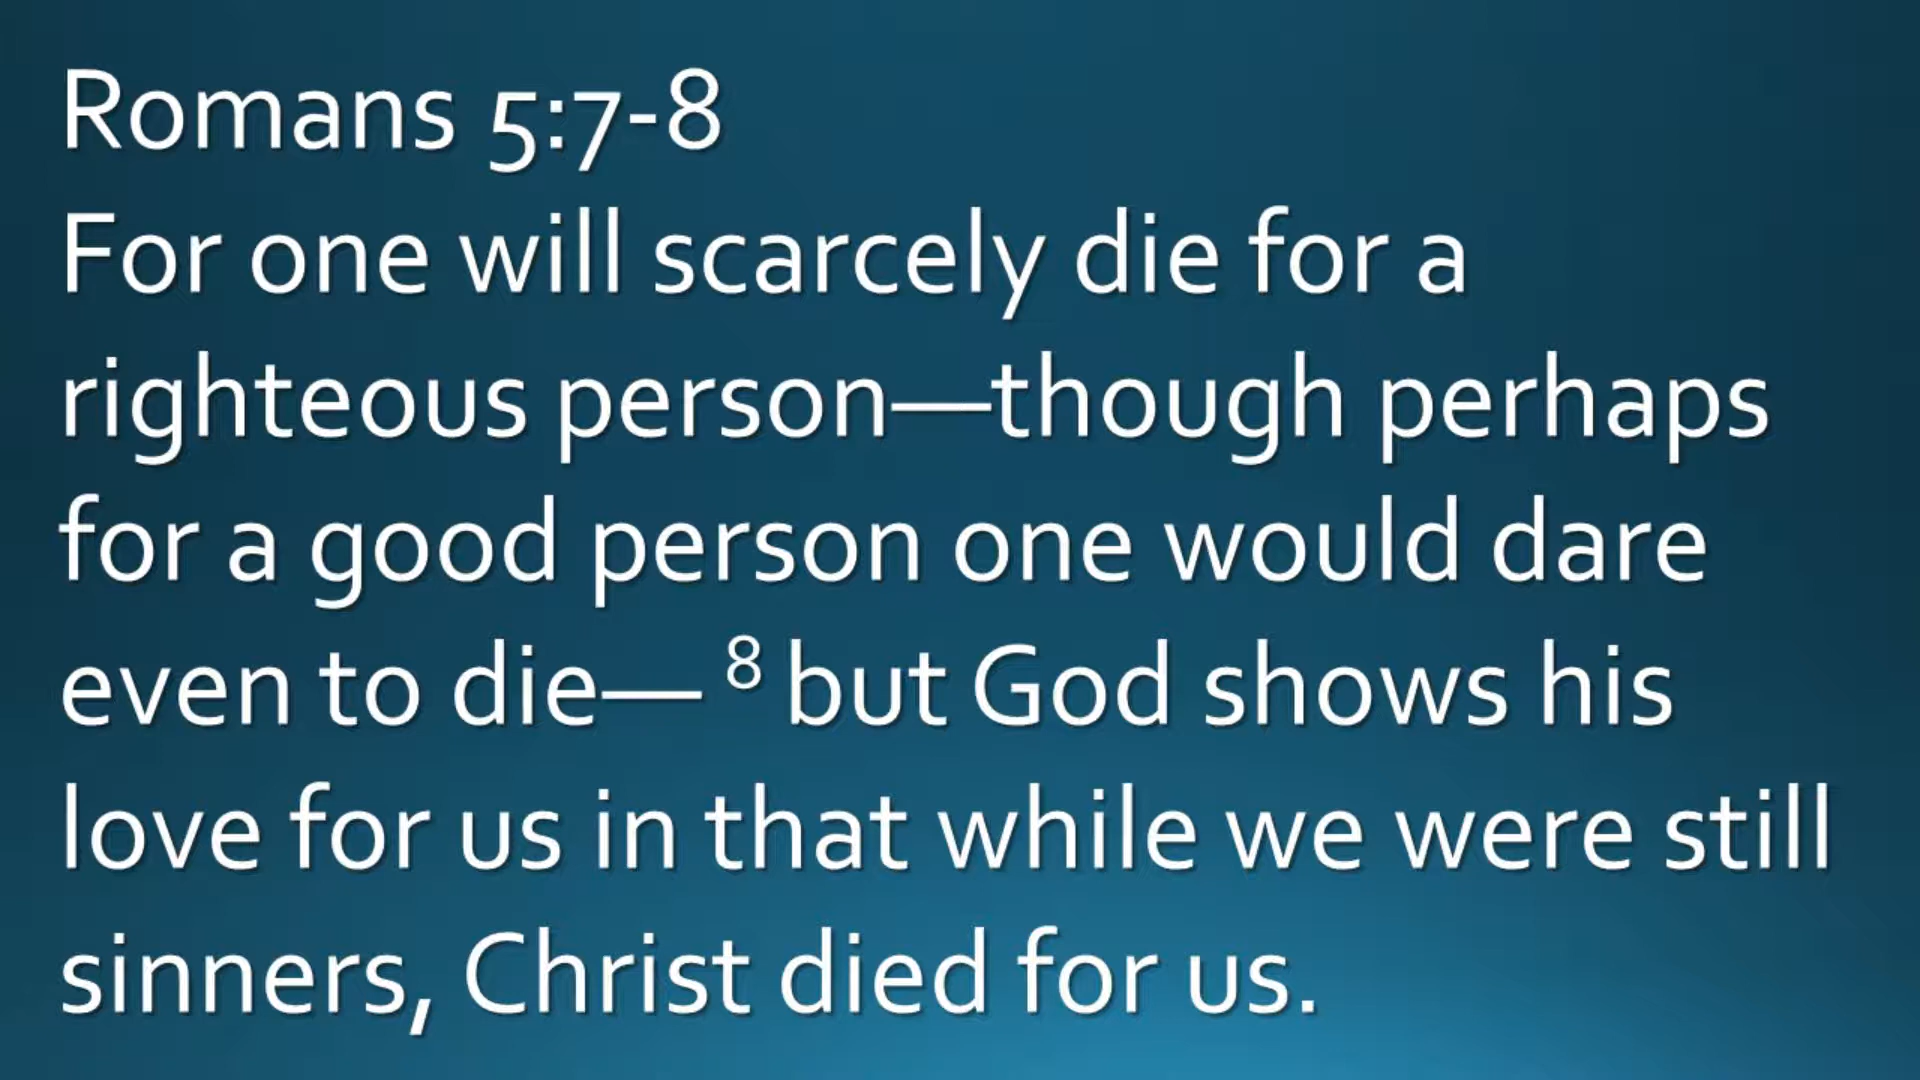 Romans 5:7-8
For one will scarcely die for a
righteous person—though perhaps
for a good person one would dare
even to die— 8 but God shows his
love for us in that while we were still
sinners, Christ died for us.